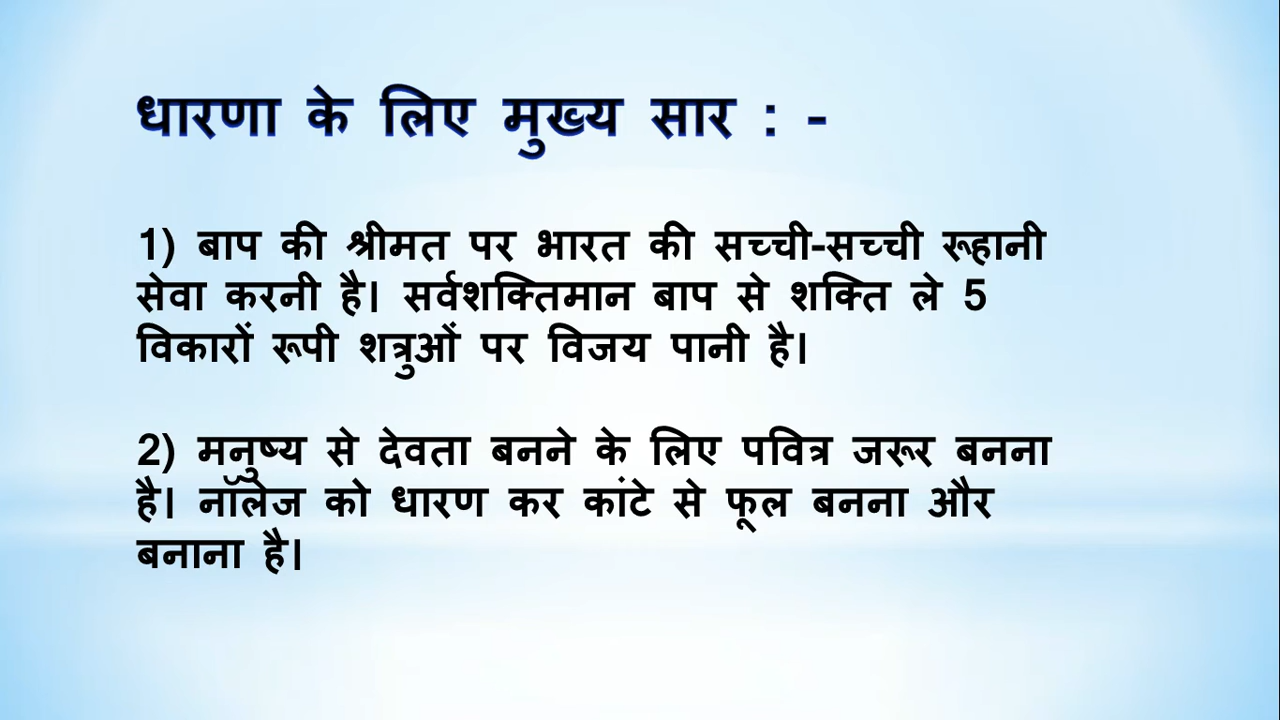 धारणा के लिए मुख्य सार : -
1) बाप की श्रीमत पर भारत की सच्ची-सच्ची रूहानी
सेवा करनी है। सर्वशक्तिमान बाप से शक्ति ले 5
विकारों रूपी शत्रुओं पर विजय पानी है।
2) मनुष्य से देवता बनने के लिए पवित्र जरूर बनना
है। नॉलेज को धारण कर कांटे से फूल बनना और
बनाना है।